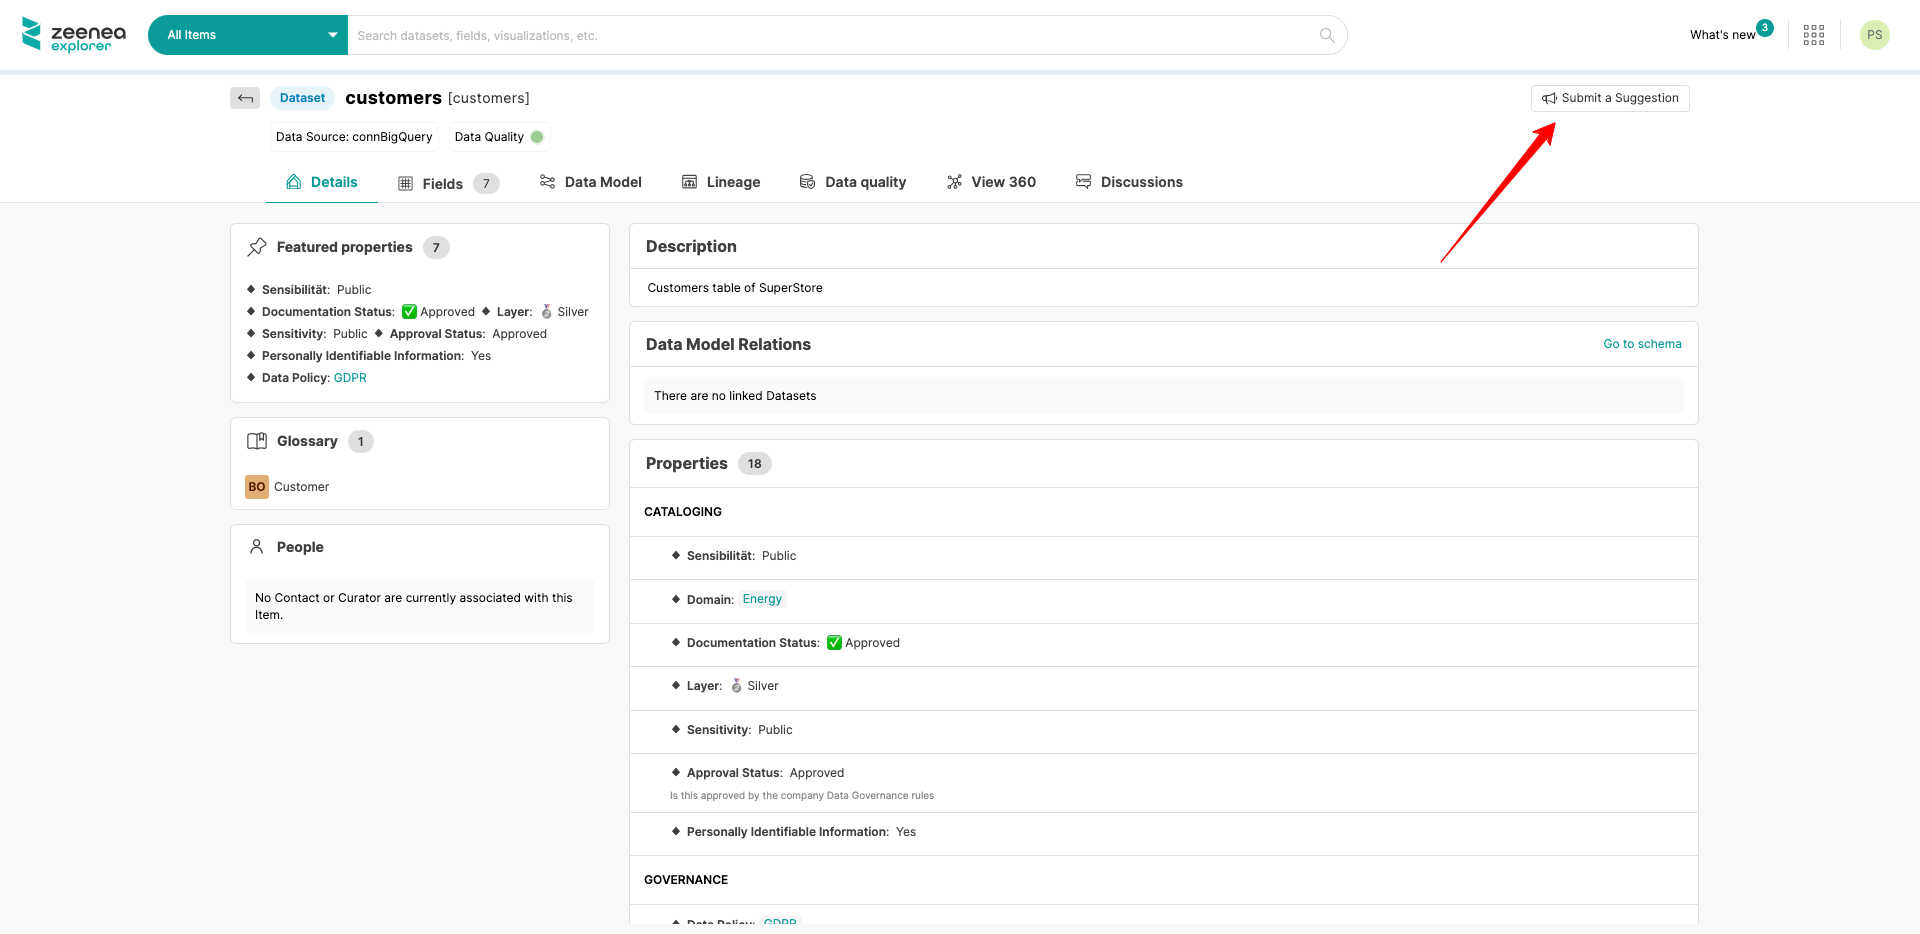 zeenea
explorer
All Items
Search datasets, fields, visualizations, etc.
What's new 3
PS
Dataset customers [customers]
Submit a Suggestion
Data Source: connBigQuery Data Quality
Details Fields 7 Data Model Lineage Data quality View 360 Discussions
Featured properties 7
Sensibilität: Public
Documentation Status: ✅ Approved ◆ Layer: 🥈 Silver
Sensitivity: Public ◆ Approval Status: Approved
Personally Identifiable Information: Yes
Data Policy: GDPR
Glossary 1
BO Customer
People
No Contact or Curator are currently associated with this
Item.
Description
Customers table of SuperStore
Data Model Relations Go to schema
There are no linked Datasets
Properties 18
CATALOGING
Sensibilität: Public
Domain: Energy
Documentation Status: ✅ Approved
Layer: 🥈 Silver
Sensitivity: Public
Approval Status: Approved
Is this approved by the company Data Governance rules
Personally Identifiable Information: Yes
GOVERNANCE
Data Policy: GDPR